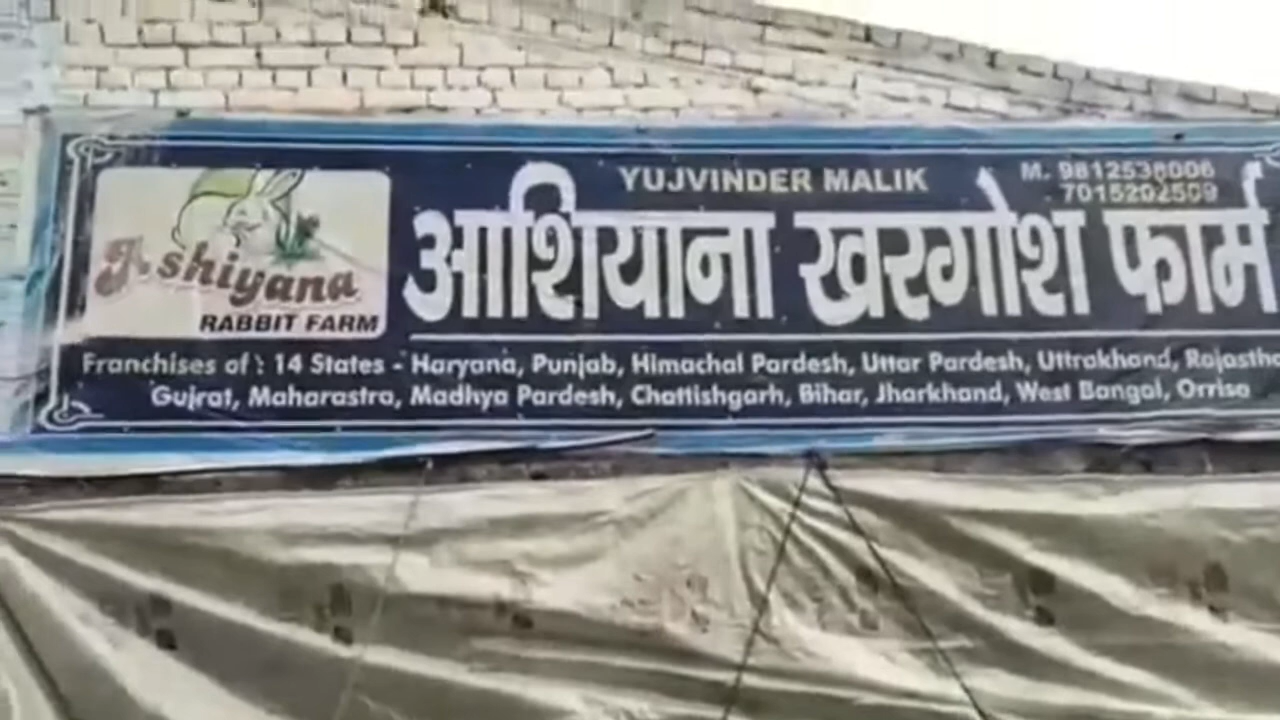 YUJVINDER MALIK
M. 9812538006
7015202509
आशियाना खरगोश फार्म
Ashiyana
RABBIT FARM
Franchises of : 14 States - Haryana, Punjab, Himachal Pardesh, Uttar Pardesh, Uttrakhand, Rajastha
Gujrat, Maharastra, Madhya Pardesh, Chattishgarh, Bihar, Jharkhand, West Bangal, Orrisa